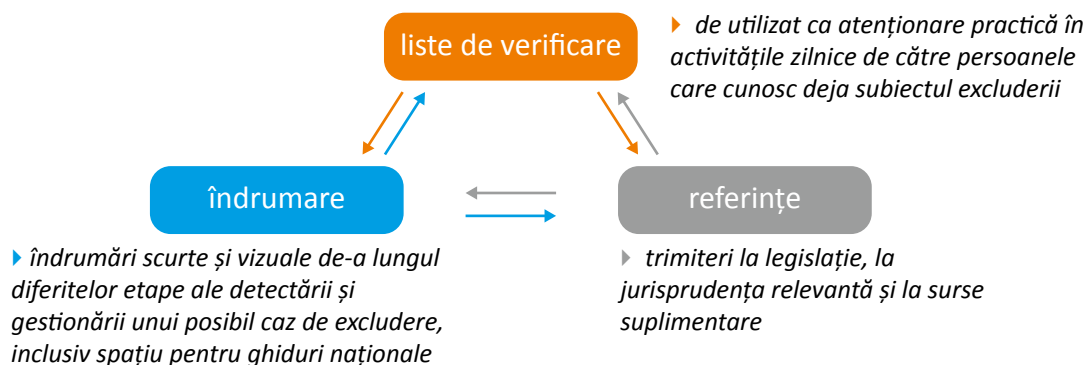 liste de verificare
▸ de utilizat ca atenționare practică în
activitățile zilnice de către persoanele
care cunosc deja subiectul excluderii
îndrumare
▸ îndrumări scurte și vizuale de-a lungul
diferitelor etape ale detectării și
gestionării unui posibil caz de excludere,
inclusiv spațiu pentru ghiduri naționale
referințe
▸ trimiteri la legislație, la
jurisprudența relevantă și la surse
suplimentare